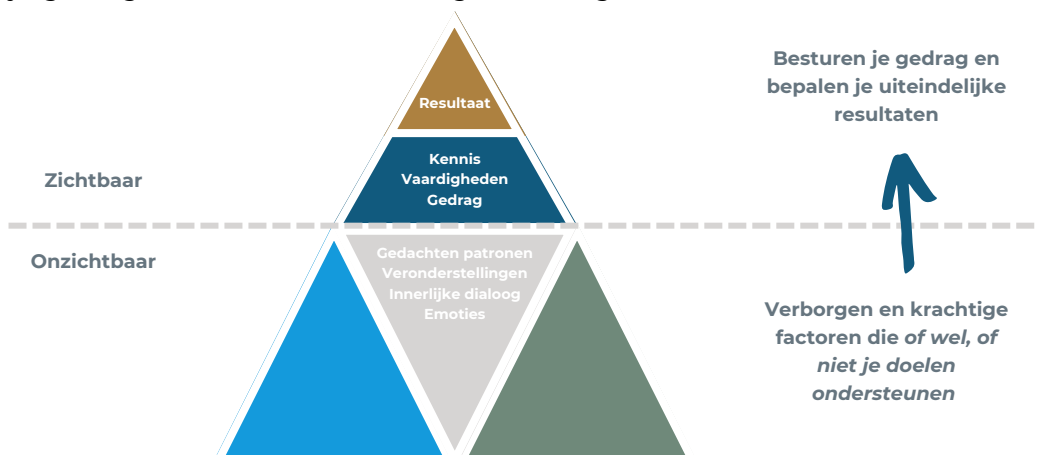 Besturen je gedrag en
bepalen je uiteindelijke
resultaten
Resultaat
Kennis
Vaardigheden
Gedrag
Zichtbaar
Onzichtbaar
Gedachten patronen
Veronderstellingen
Innerlijke dialoog
Emoties
Verborgen en krachtige
factoren die of wel, of
niet je doelen
ondersteunen